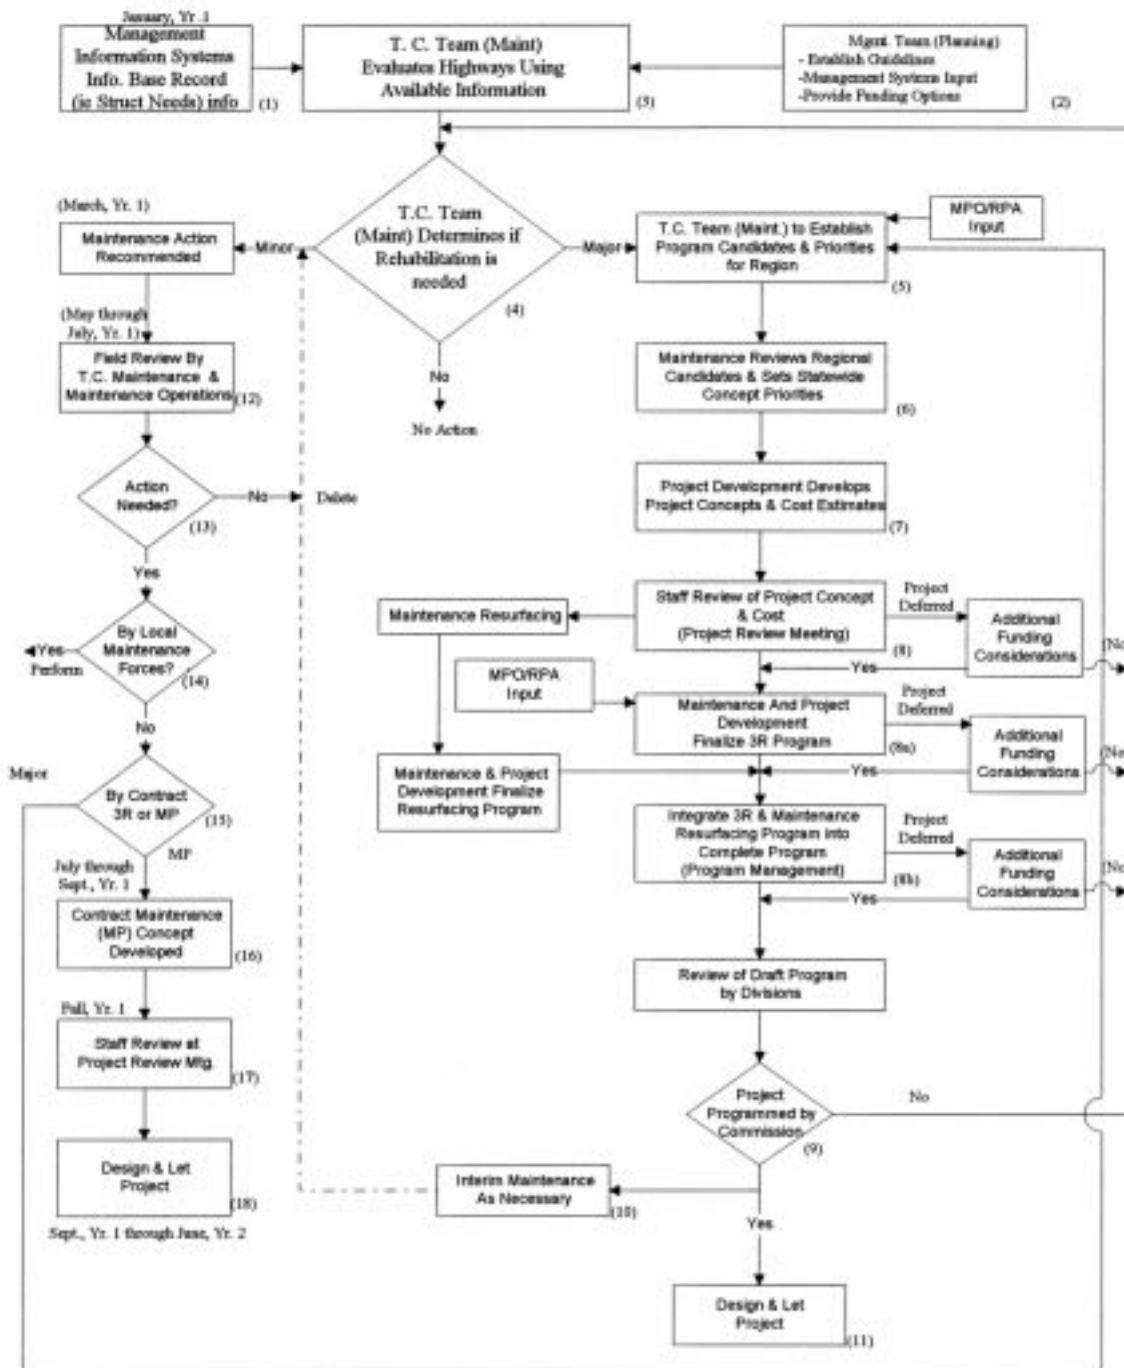 January, Yr .1
Management
Information Systems
Info. Base Record
(ie Struct Needs) info
(1)
T. C. Team (Maint)
Evaluates Highways Using
Available Information
(3)
Mgmt. Team (Planning)
- Establish Guidelines
-Management Systems Input
-Provide Funding Options
(2)
T.C. Team
(Maint) Determines if
Rehabilitation is
needed
(4)
Minor
Major
No
No Action
(March, Yr. 1)
Maintenance Action
Recommended
(May through
July, Yr. 1)
Field Review By
T.C. Maintenance &
Maintenance Operations
(12)
Action
Needed?
(13)
No
Delete
Yes
By Local
Maintenance
Forces?
(14)
Yes
Perform
No
Major
By Contract
3R or MP
(15)
MP
July through
Sept., Yr. 1
Contract Maintenance
(MP) Concept
Developed
(16)
Fall, Yr. 1
Staff Review at
Project Review Mtg.
(17)
Design & Let
Project
(18)
Sept., Yr. 1 through June, Yr. 2
MPO/RPA
Input
T.C. Team (Maint.) to Establish
Program Candidates & Priorities
for Region
(5)
Maintenance Reviews Regional
Candidates & Sets Statewide
Concept Priorities
(6)
Project Development Develops
Project Concepts & Cost Estimates
(7)
Staff Review of Project Concept
& Cost
(Project Review Meeting)
(8)
Project
Deferred
Additional
Funding
Considerations
(No
Yes
Maintenance Resurfacing
MPO/RPA
Input
Maintenance And Project
Development
Finalize 3R Program
(8a)
Project
Deferred
Additional
Funding
Considerations
(No
Yes
Maintenance & Project
Development Finalize
Resurfacing Program
Integrate 3R & Maintenance
Resurfacing Program into
Complete Program
(Program Management)
(8b)
Project
Deferred
Additional
Funding
Considerations
(No
Yes
Review of Draft Program
by Divisions
Project
Programmed by
Commission
(9)
No
Interim Maintenance
As Necessary
(10)
Yes
Design & Let
Project
(11)